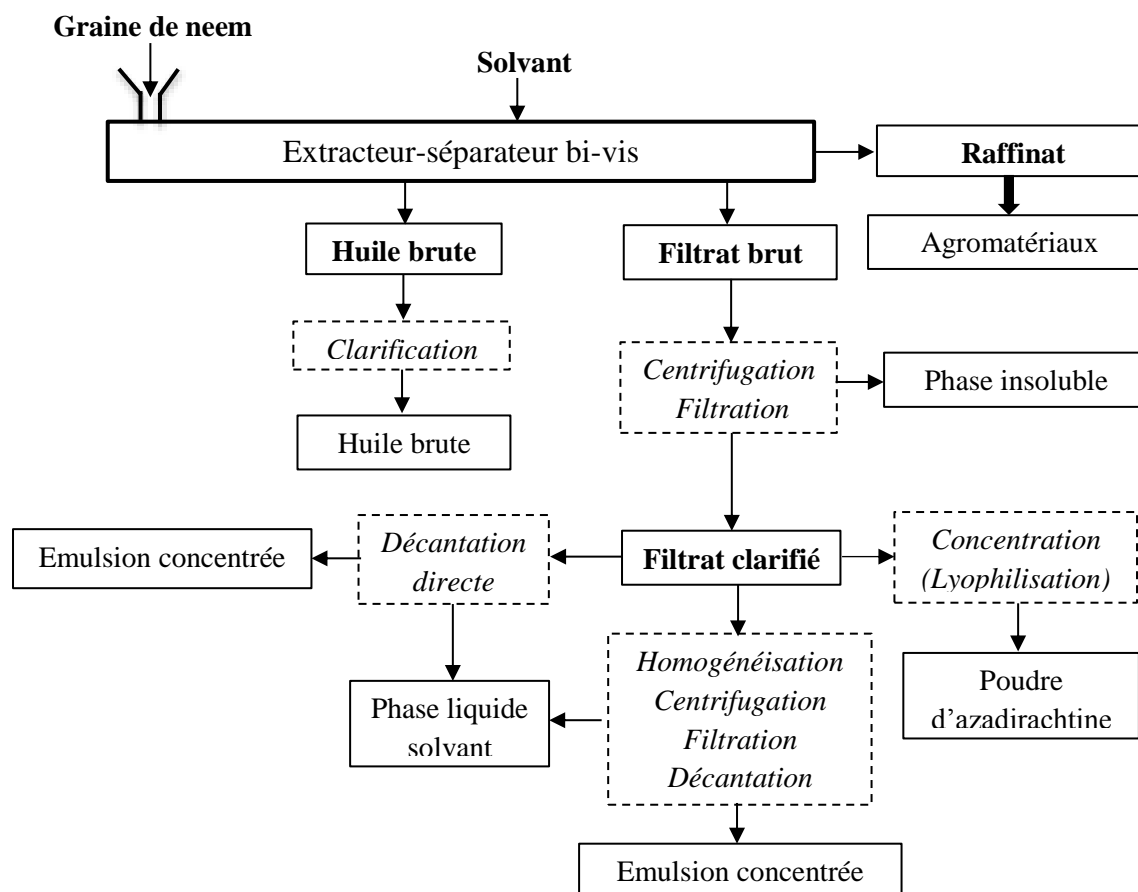 Graine de neem
Solvant
Extracteur-séparateur bi-vis
Raffinat
Agromatériaux
Huile brute
Filtrat brut
Clarification
Centrifugation
Filtration
Phase insoluble
Huile brute
Emulsion concentrée
Décantation
directe
Filtrat clarifié
Concentration
(Lyophilisation)
Homogénéisation
Centrifugation
Filtration
Décantation
Phase liquide
solvant
Poudre
d’azadirachtine
Emulsion concentrée